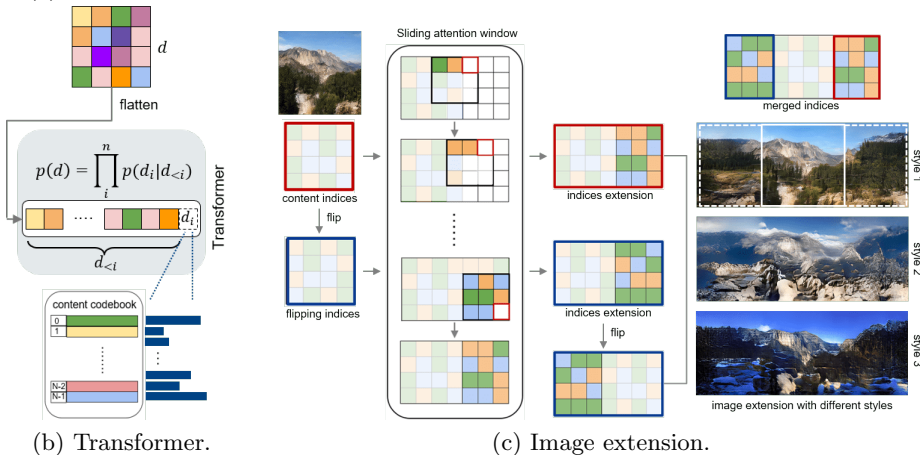 d
flatten
p(d) = ∏ p(d_i|d_{<i})
n
i
d_i
d_{<i}
Transformer
content codebook
0
1
N-2
N-1
(b) Transformer.
Sliding attention window
content indices
flip
flipping indices
indices extension
indices extension
flip
merged indices
style 1
style 2
style 3
image extension with different styles
(c) Image extension.